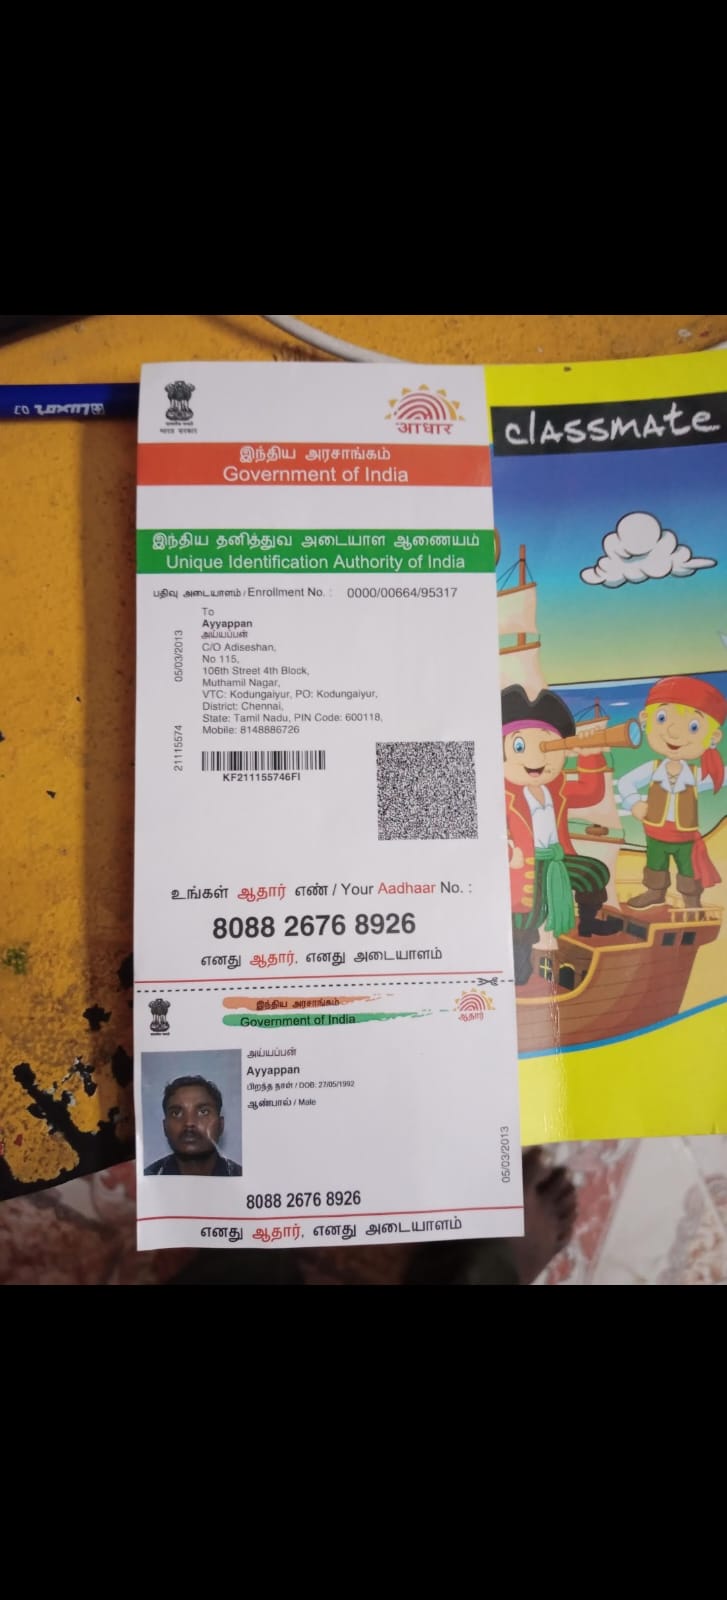 LUXOR 03
भारत सरकार
आधार
இந்திய அரசாங்கம்
Government of India
இந்திய தனித்துவ அடையாள ஆணையம்
Unique Identification Authority of India
பதிவு அடையாளம் / Enrollment No. : 0000/00664/95317
To
Ayyappan
அய்யப்பன்
C/O Adiseshan,
No 115,
106th Street 4th Block,
Muthamil Nagar,
VTC: Kodungaiyur, PO: Kodungaiyur,
District: Chennai,
State: Tamil Nadu, PIN Code: 600118,
Mobile: 8148886726
05/03/2013
21115574
KF211155746FI
உங்கள் ஆதார் எண் / Your Aadhaar No. :
8088 2676 8926
எனது ஆதார், எனது அடையாளம்
இந்திய அரசாங்கம்
Government of India
ஆதார்
அய்யப்பன்
Ayyappan
பிறந்த நாள் / DOB: 27/05/1992
ஆண்பால் / Male
05/03/2013
8088 2676 8926
எனது ஆதார், எனது அடையாளம்
classmate